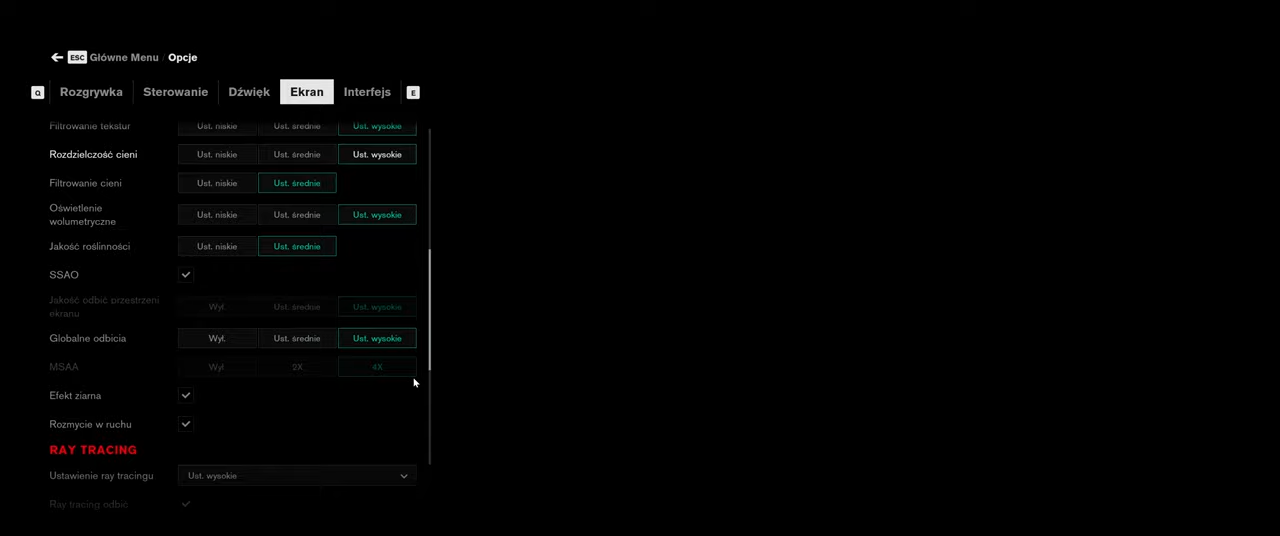 ESC Główne Menu / Opcje
Q Rozgrywka Sterowanie Dźwięk Ekran Interfejs E
Filtrowanie tekstur Ust. niskie Ust. średnie Ust. wysokie
Rozdzielczość cieni Ust. niskie Ust. średnie Ust. wysokie
Filtrowanie cieni Ust. niskie Ust. średnie
Oświetlenie
wolumetryczne Ust. niskie Ust. średnie Ust. wysokie
Jakość roślinności Ust. niskie Ust. średnie
SSAO
Jakość odbić przestrzeni
ekranu Wył. Ust. średnie Ust. wysokie
Globalne odbicia Wył. Ust. średnie Ust. wysokie
MSAA Wył. 2X 4X
Efekt ziarna
Rozmycie w ruchu
RAY TRACING
Ustawienie ray tracingu Ust. wysokie
Ray tracing odbić